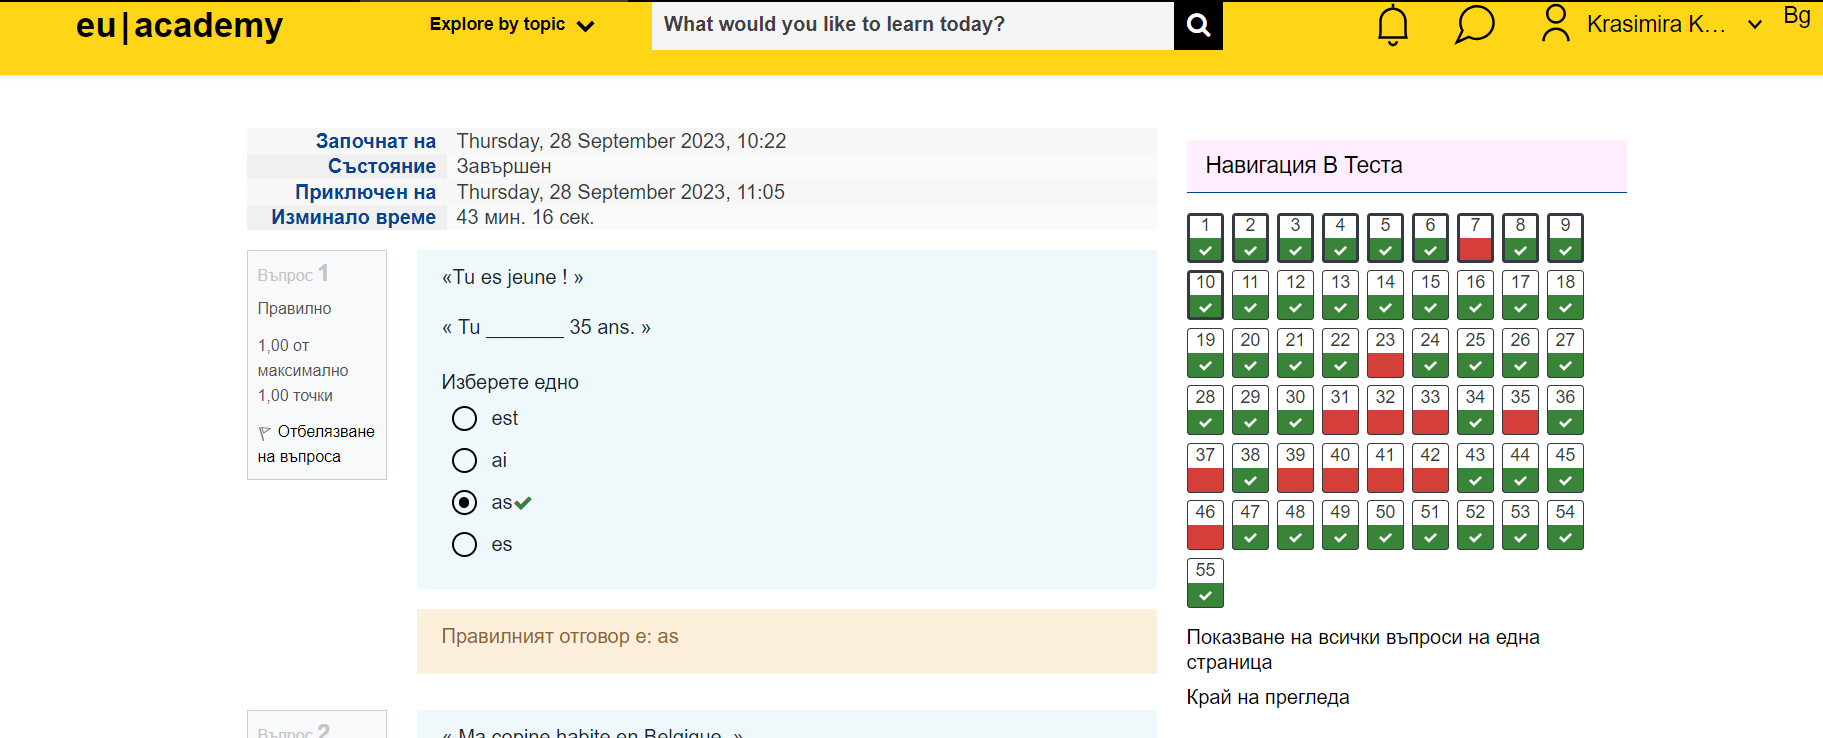 eu|academy
Explore by topic
What would you like to learn today?
Krasimira K...
Bg
Започнат на Thursday, 28 September 2023, 10:22
Състояние Завършен
Приключен на Thursday, 28 September 2023, 11:05
Изминало време 43 мин. 16 сек.
Въпрос 1
Правилно
1,00 от
максимално
1,00 точки
Отбелязване
на въпроса
«Tu es jeune ! »
« Tu _______ 35 ans. »
Изберете едно
est
ai
as
es
Правилният отговор е: as
Въпрос 2
« Ma copine habite en Belgique. »
Навигация В Теста
1 2 3 4 5 6 7 8 9
10 11 12 13 14 15 16 17 18
19 20 21 22 23 24 25 26 27
28 29 30 31 32 33 34 35 36
37 38 39 40 41 42 43 44 45
46 47 48 49 50 51 52 53 54
55
Показване на всички въпроси на една
страница
Край на прегледа